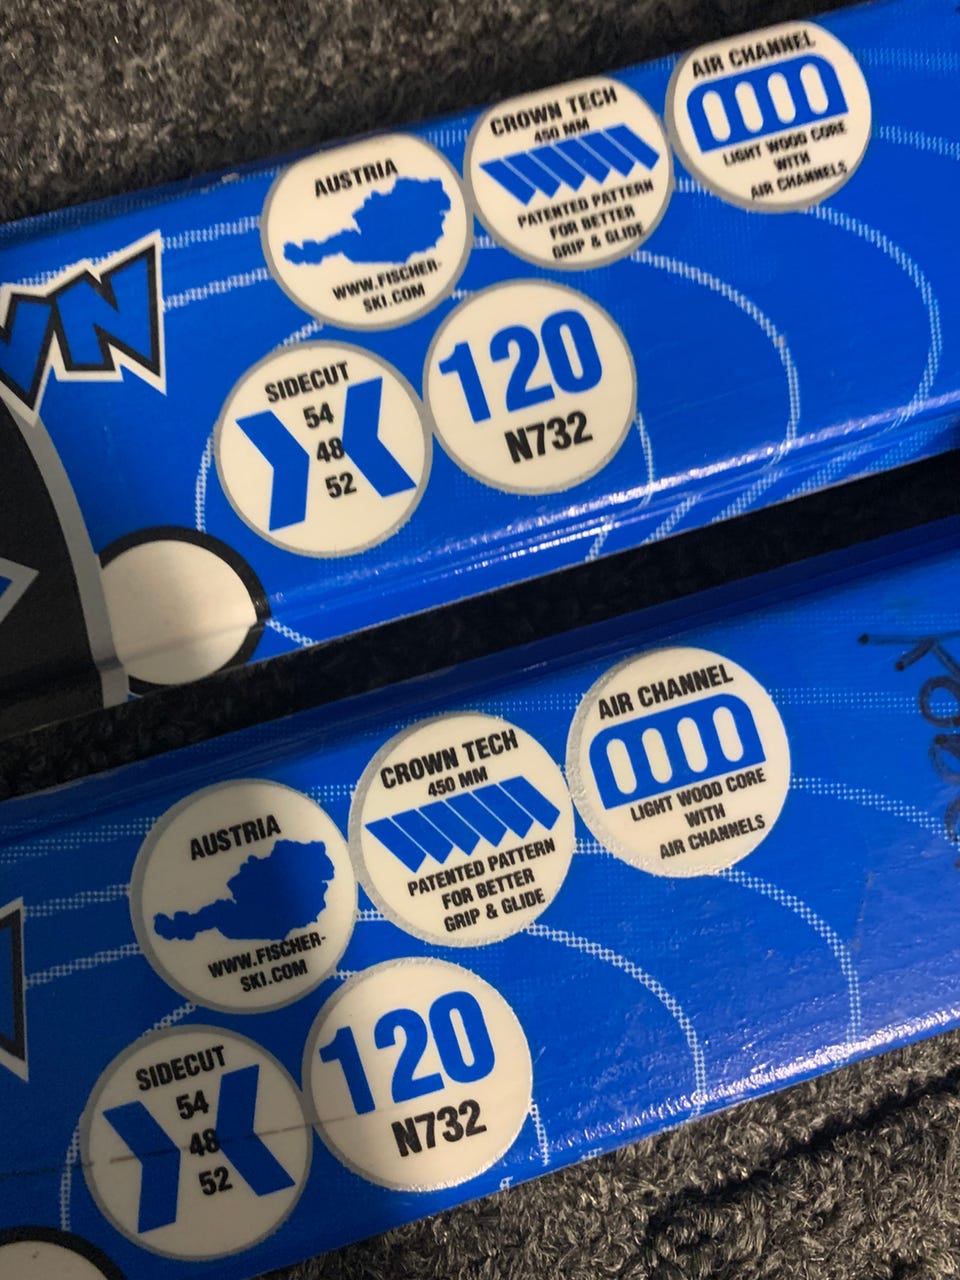 AUSTRIA
WWW.FISCHER-
SKI.COM
CROWN TECH
450 MM
PATENTED PATTERN
FOR BETTER
GRIP & GLIDE
AIR CHANNEL
LIGHT WOOD CORE
WITH
AIR CHANNELS
SIDECUT
54
48
52
120
N732
AUSTRIA
WWW.FISCHER-
SKI.COM
CROWN TECH
450 MM
PATENTED PATTERN
FOR BETTER
GRIP & GLIDE
AIR CHANNEL
LIGHT WOOD CORE
WITH
AIR CHANNELS
SIDECUT
54
48
52
120
N732